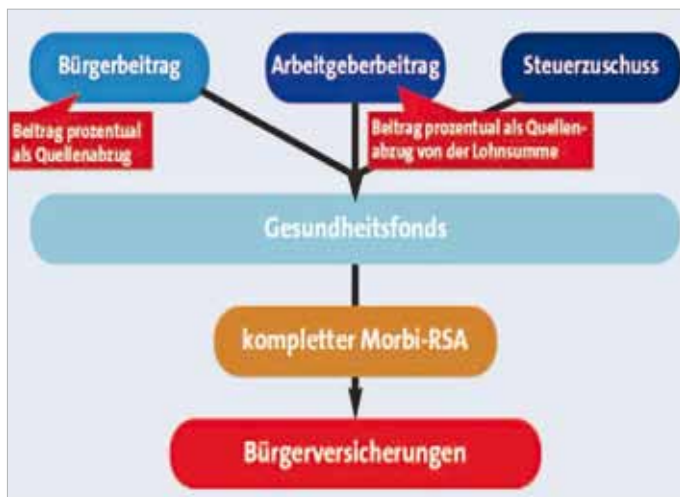 Bürgerbeitrag
Arbeitgeberbeitrag
Steuerzuschuss
Beitrag prozentual
als Quellenabzug
Beitrag prozentual als Quellen-
abzug von der Lohnsumme
Gesundheitsfonds
kompletter Morbi-RSA
Bürgerversicherungen